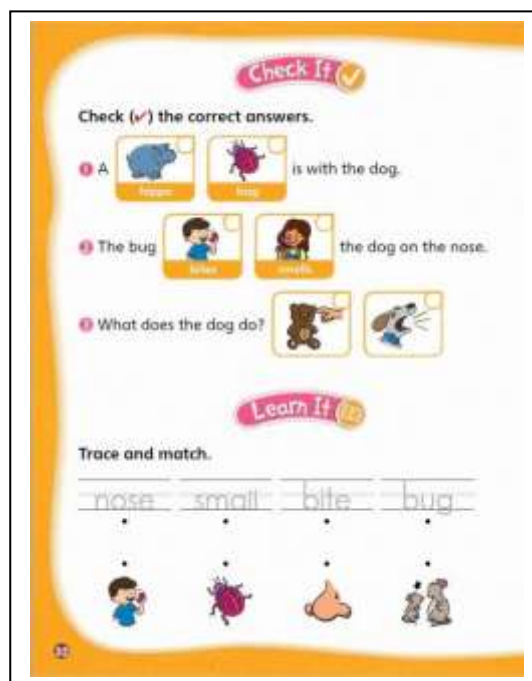 Check It
Check (✓) the correct answers.
1 A hippo bug is with the dog.
2 The bug bites smells the dog on the nose.
3 What does the dog do?
Learn It
Trace and match.
nose small bite bug